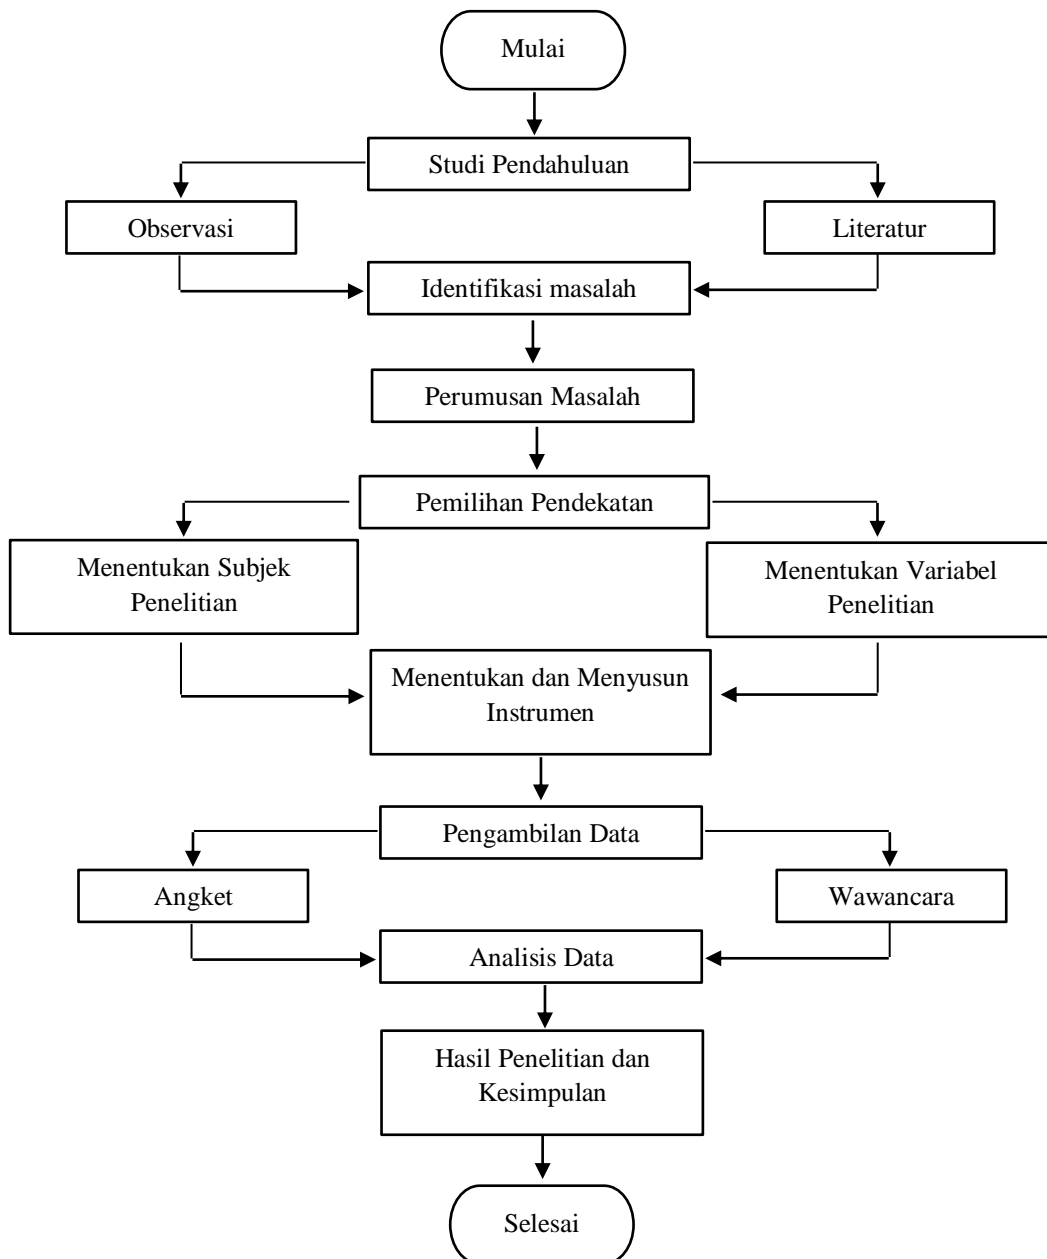 Mulai
Studi Pendahuluan
Observasi
Literatur
Identifikasi masalah
Perumusan Masalah
Pemilihan Pendekatan
Menentukan Subjek
Penelitian
Menentukan Variabel
Penelitian
Menentukan dan Menyusun
Instrumen
Pengambilan Data
Angket
Wawancara
Analisis Data
Hasil Penelitian dan
Kesimpulan
Selesai